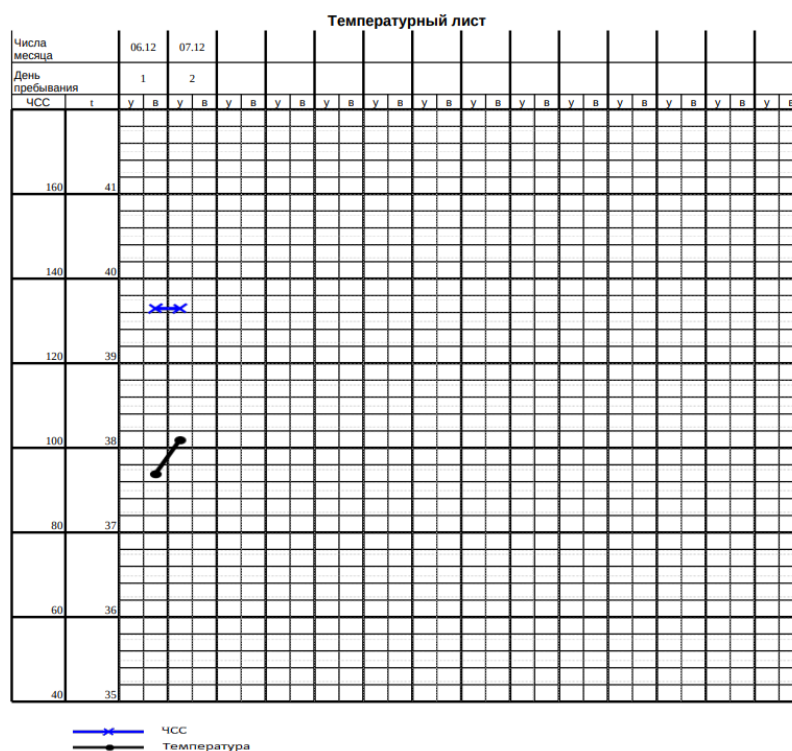 Температурный лист
Числа
месяца
06.12 07.12
День
пребывания
1 2
ЧСС t у в у в у в у в у в у в у в у в у в у в у в у в у в у в
160 41
140 40
120 39
100 38
80 37
60 36
40 35
ЧСС
Температура